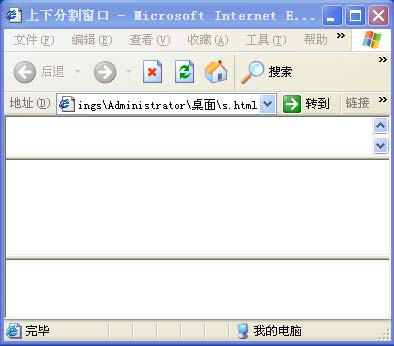 上下分割窗口 - Microsoft Internet E...
文件(F) 编辑(E) 查看(V) 收藏(A) 工具(T) 帮助 »
后退 搜索 »
地址(D) ings\Administrator\桌面\s.html 转到 链接 »
完毕 我的电脑